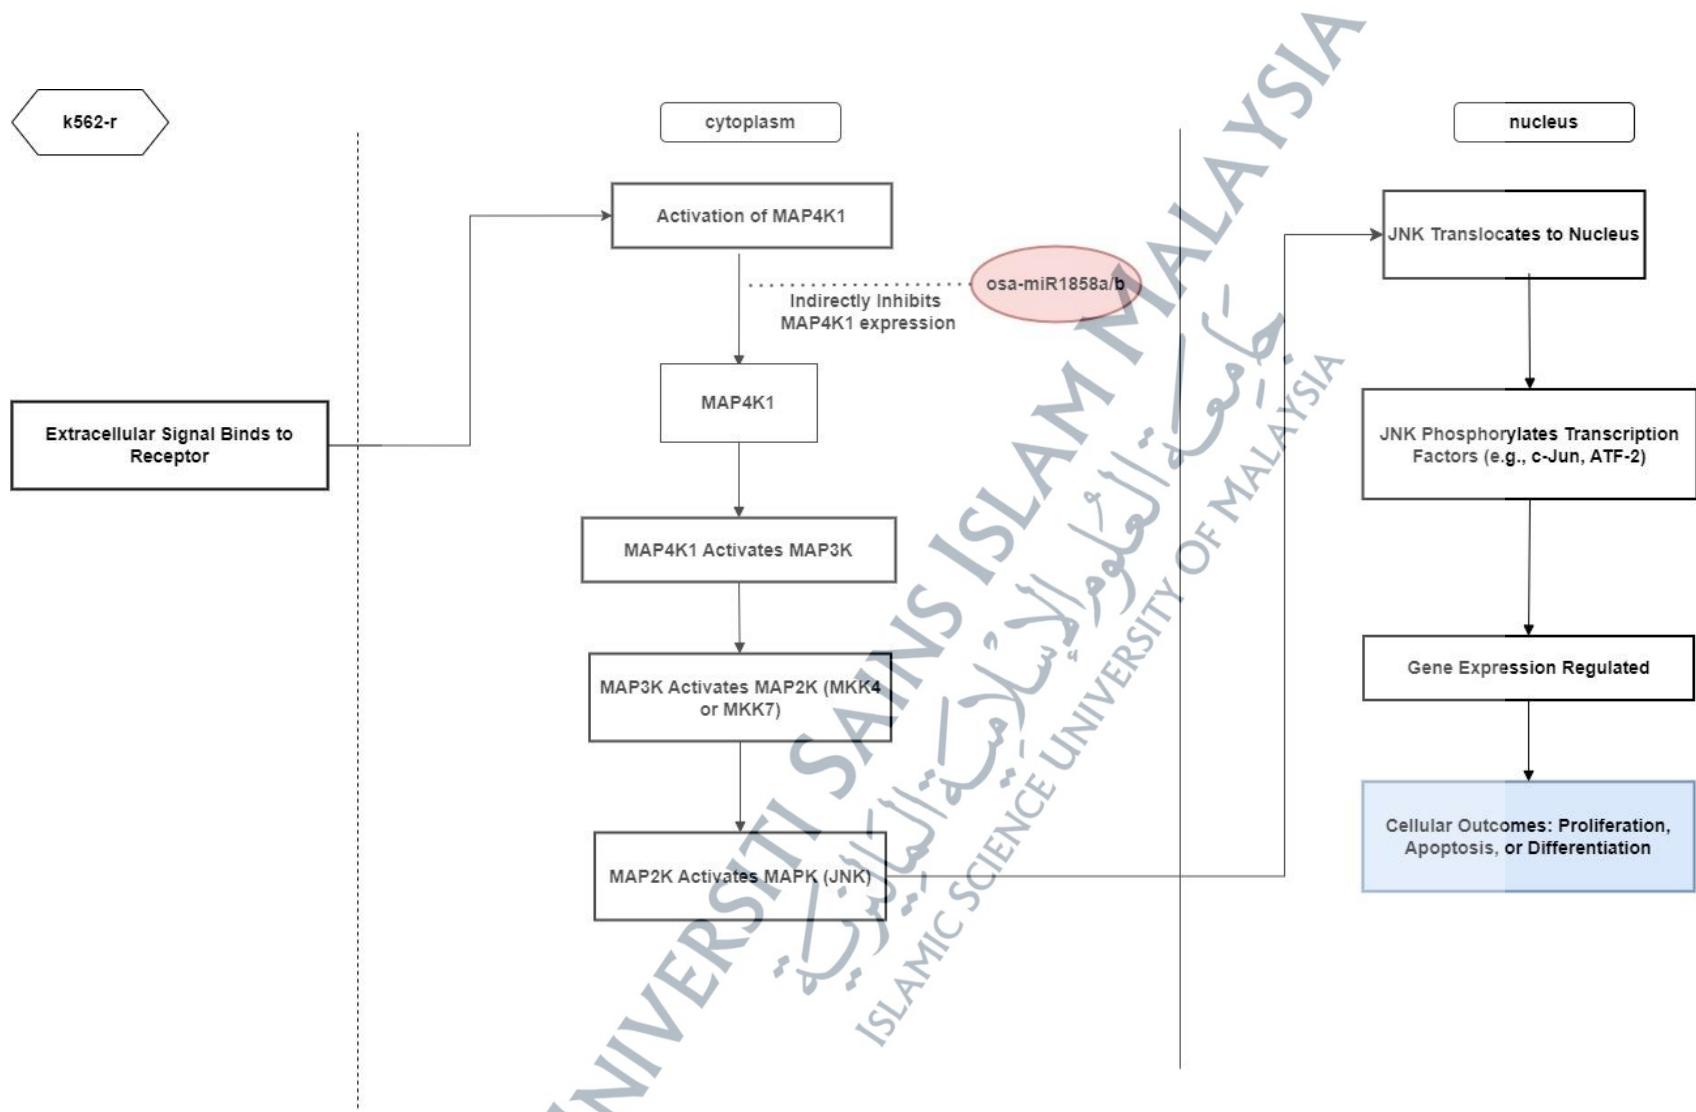 k562-r
cytoplasm
nucleus
Extracellular Signal Binds to
Receptor
Activation of MAP4K1
osa-miR1858a/b
Indirectly Inhibits
MAP4K1 expression
MAP4K1
MAP4K1 Activates MAP3K
MAP3K Activates MAP2K (MKK4
or MKK7)
MAP2K Activates MAPK (JNK)
JNK Translocates to Nucleus
JNK Phosphorylates Transcription
Factors (e.g., c-Jun, ATF-2)
Gene Expression Regulated
Cellular Outcomes: Proliferation,
Apoptosis, or Differentiation
UNIVERSITI SAINS ISLAM MALAYSIA
جامعة العلوم الإسلامية الماليزية
ISLAMIC SCIENCE UNIVERSITY OF MALAYSIA